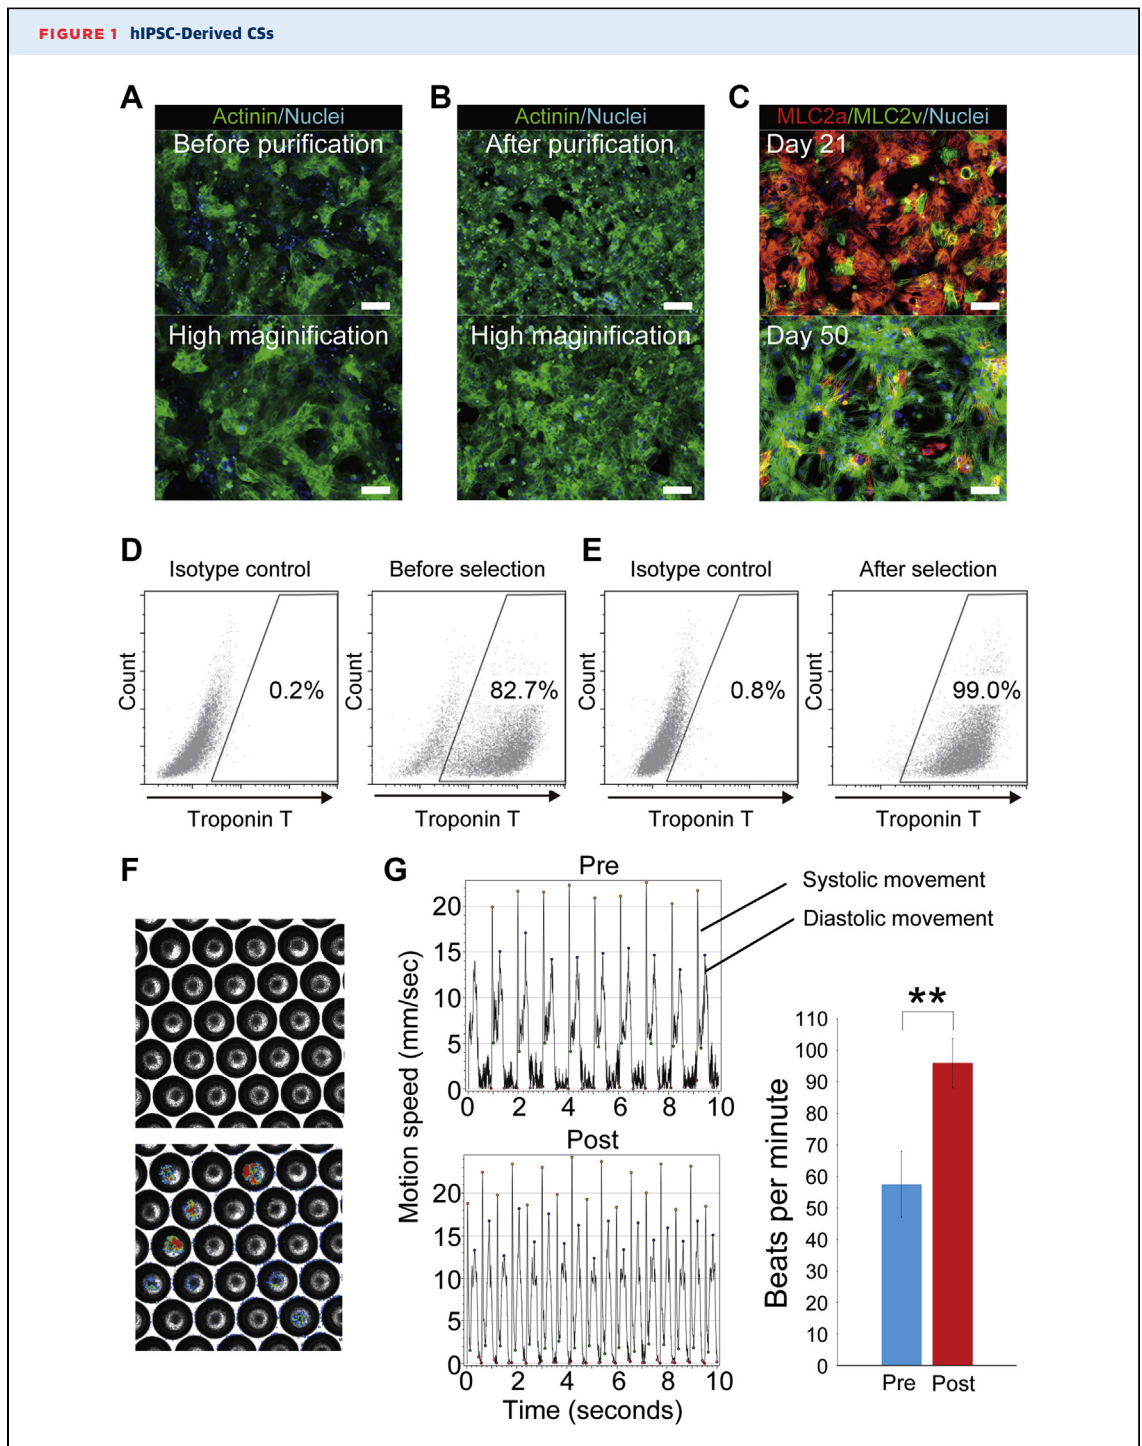 FIGURE 1 hIPSC-Derived CSs
A
Actinin/Nuclei
Before purification
High maginification
B
Actinin/Nuclei
After purification
High maginification
C
MLC2a/MLC2v/Nuclei
Day 21
Day 50
D
Isotype control
Count
0.2%
Troponin T
Before selection
Count
82.7%
Troponin T
E
Isotype control
Count
0.8%
Troponin T
After selection
Count
99.0%
Troponin T
F
G
Pre
Systolic movement
Diastolic movement
20
15
10
5
0
0 2 4 6 8 10
Post
20
15
10
5
0
0 2 4 6 8 10
Motion speed (mm/sec)
Time (seconds)
**
Beats per minute
110
100
90
80
70
60
50
40
30
20
10
0
Pre Post